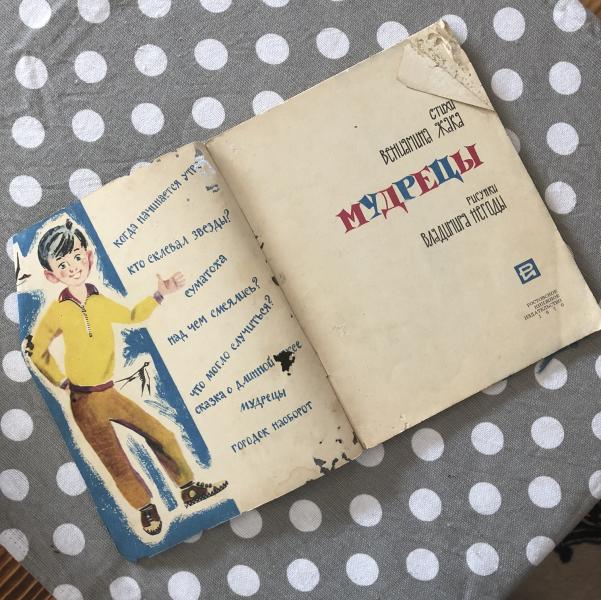 когда начинается утро
кто склевал звезды?
суматоха
над чем смеялись?
что могло случиться?
сказка о длинной шее
мудрецы
городок наоборот
стихи
Вениамина Жака
МУДРЕЦЫ
рисунки
Владимира Негоды
РОСТОВСКОЕ
КНИЖНОЕ
ИЗДАТЕЛЬСТВО